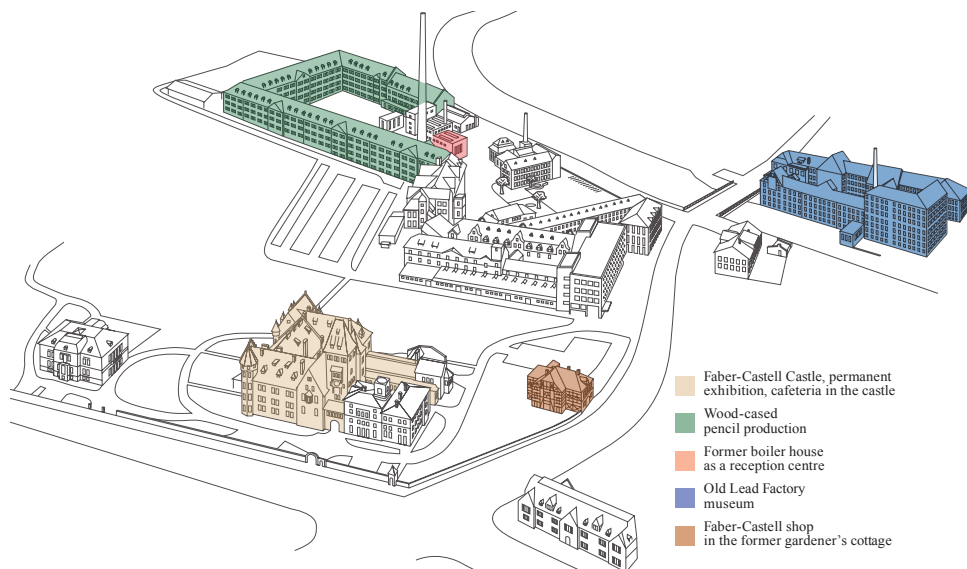 Faber-Castell Castle, permanent
exhibition, cafeteria in the castle
Wood-cased
pencil production
Former boiler house
as a reception centre
Old Lead Factory
museum
Faber-Castell shop
in the former gardener’s cottage